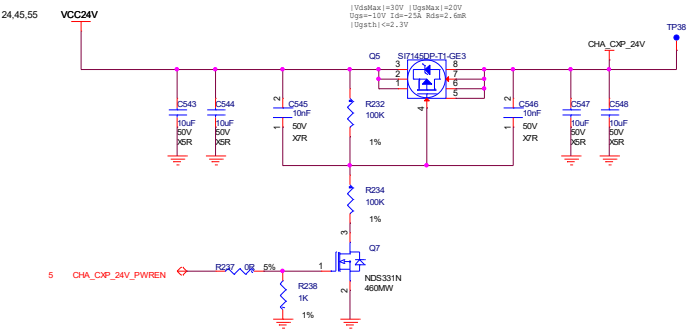 |VdsMax|=30V |UgsMax|=20V
Ugs=-10V Id=-25A Rds=2.6mR
|Ugsth|<=2.3V
24,45,55 VCC24V
TP38
CHA_CXP_24V
Q5 SI7145DP-T1-GE3
3 8
2 7
1 6
5
4
C543
10uF
50V
X5R
C544
10uF
50V
X5R
2
C545
10nF
50V
1
X7R
R232
100K
1%
2
C546
10nF
50V
1
X7R
C547
10uF
50V
X5R
C548
10uF
50V
X5R
R234
100K
1%
3
Q7
1
NDS331N
460MW
2
5 CHA_CXP_24V_PWREN
R237 0R 5%
R238
1K
1%